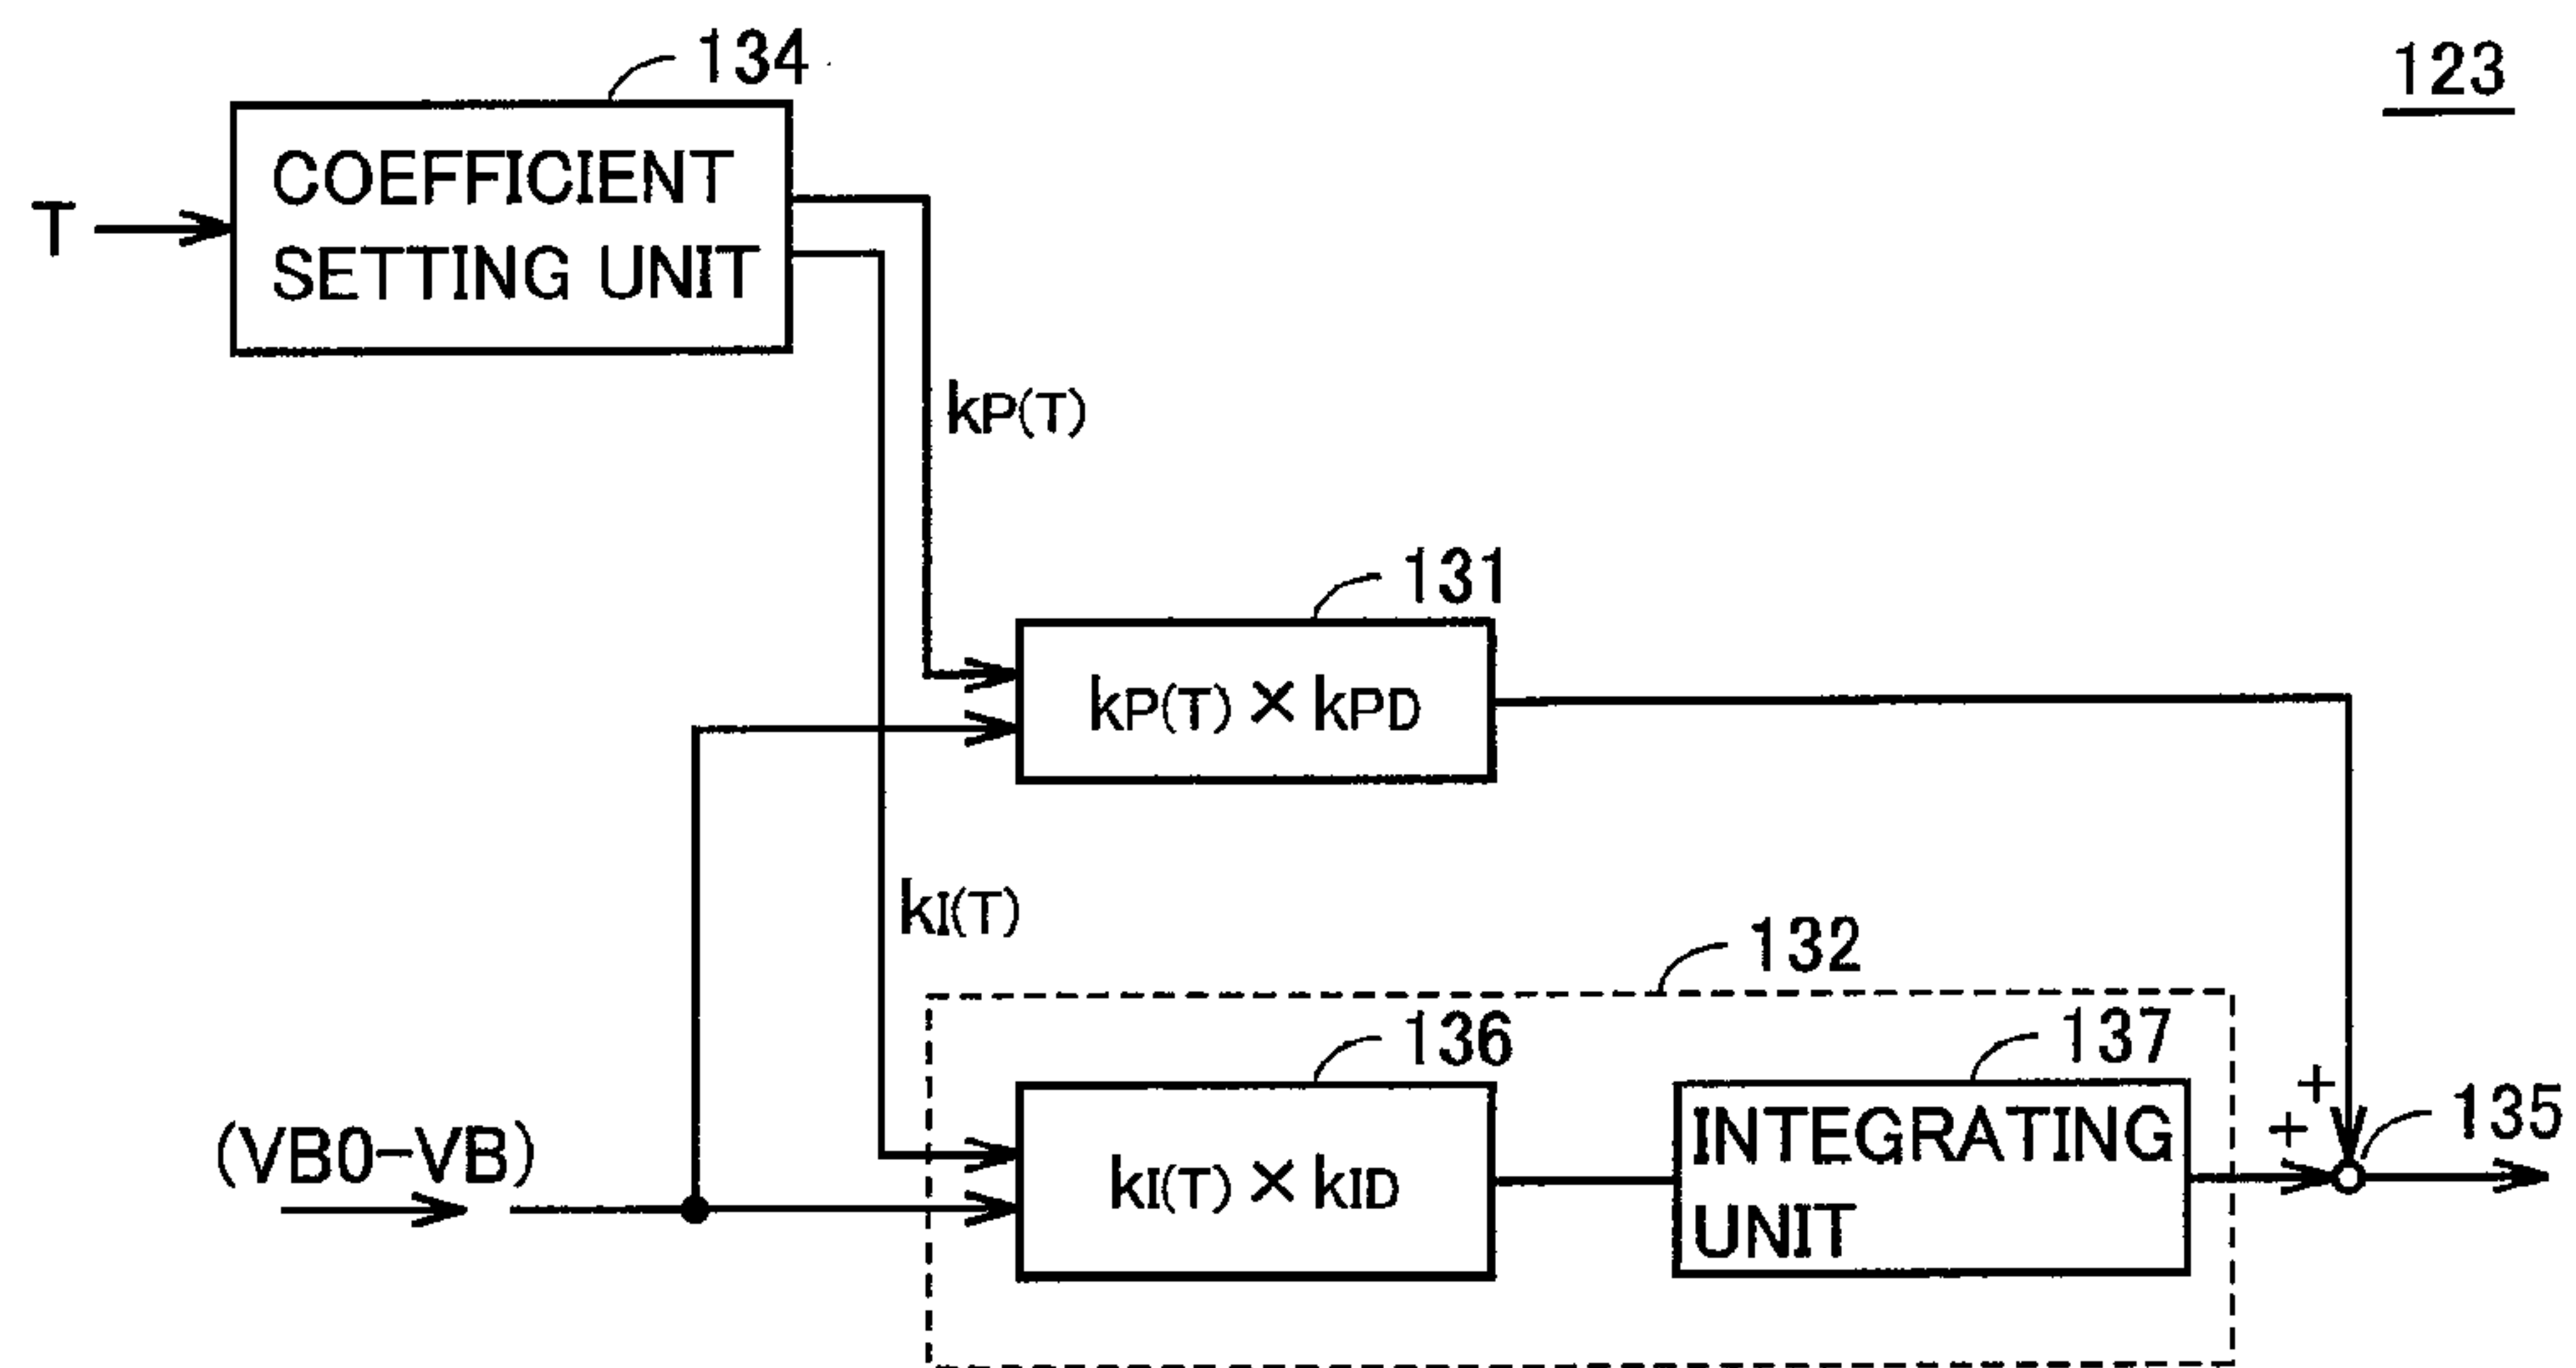 134
123
COEFFICIENT
SETTING UNIT
T
kP(T)
131
kP(T) × kPD
kI(T)
132
136
137
+
135
+
(VB0-VB)
kI(T) × kID
INTEGRATING
UNIT